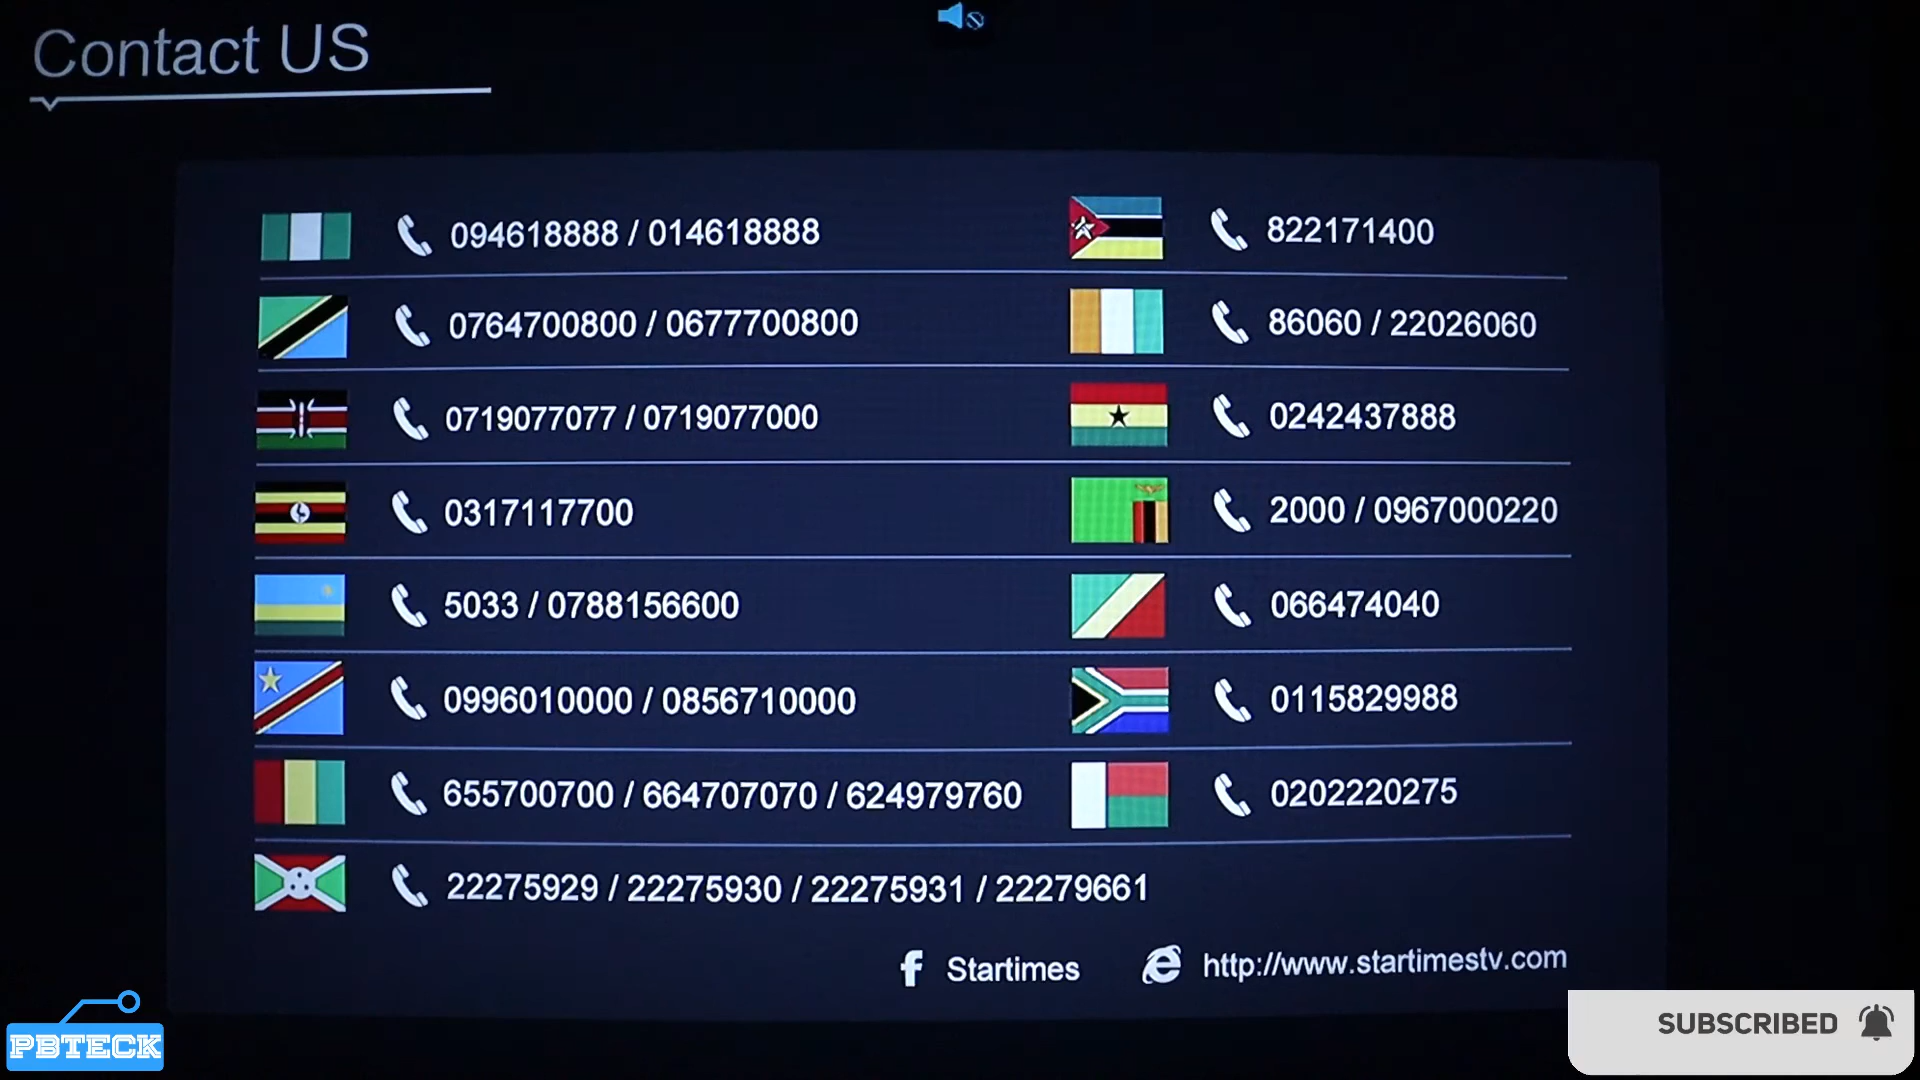 Contact US
094618888 / 014618888
822171400
0764700800 / 0677700800
86060 / 22026060
0719077077 / 0719077000
0242437888
0317117700
2000 / 0967000220
5033 / 0788156600
066474040
0996010000 / 0856710000
0115829988
655700700 / 664707070 / 624979760
0202220275
22275929 / 22275930 / 22275931 / 22279661
Startimes
http://www.startimestv.com
PBTECK
SUBSCRIBED